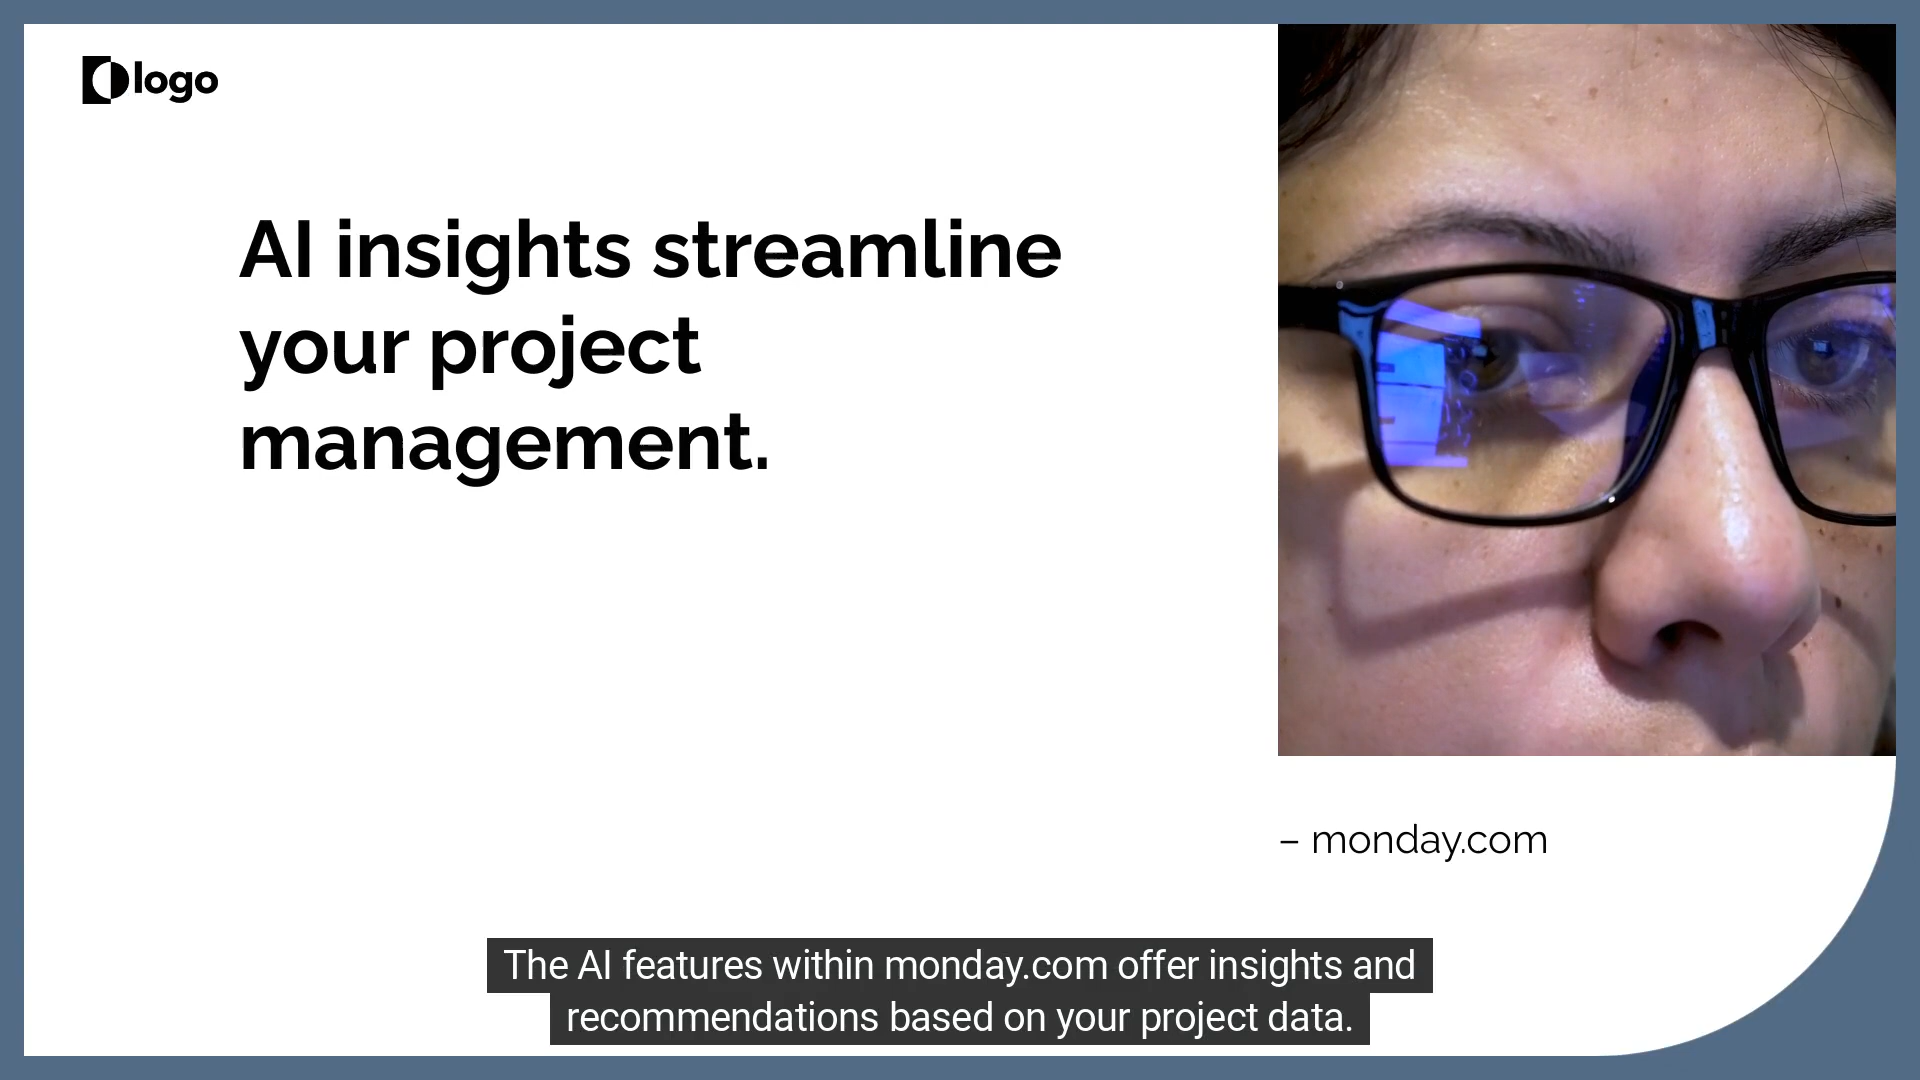 logo
AI insights streamline
your project
management.
– monday.com
The AI features within monday.com offer insights and
recommendations based on your project data.